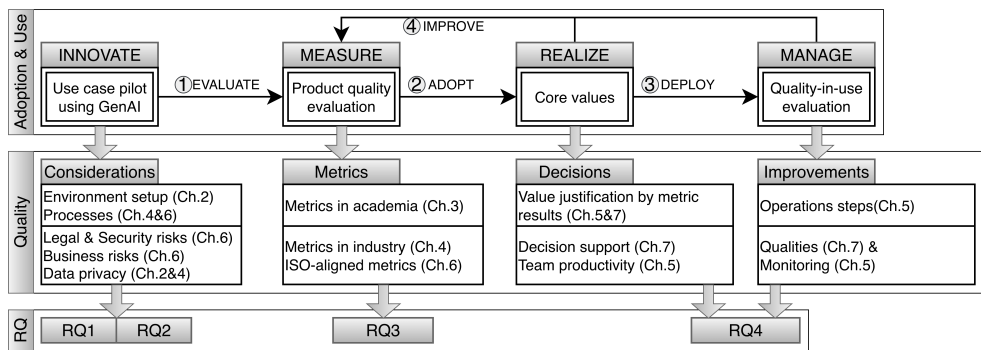 Adoption & Use
④ IMPROVE
INNOVATE
MEASURE
REALIZE
MANAGE
Use case pilot
using GenAI
① EVALUATE
Product quality
evaluation
② ADOPT
Core values
③ DEPLOY
Quality-in-use
evaluation
Quality
Considerations
Environment setup (Ch.2)
Processes (Ch.4&6)
Legal & Security risks (Ch.6)
Business risks (Ch.6)
Data privacy (Ch.2&4)
Metrics
Metrics in academia (Ch.3)
Metrics in industry (Ch.4)
ISO-aligned metrics (Ch.6)
Decisions
Value justification by metric
results (Ch.5&7)
Decision support (Ch.7)
Team productivity (Ch.5)
Improvements
Operations steps(Ch.5)
Qualities (Ch.7) &
Monitoring (Ch.5)
RQ
RQ1
RQ2
RQ3
RQ4